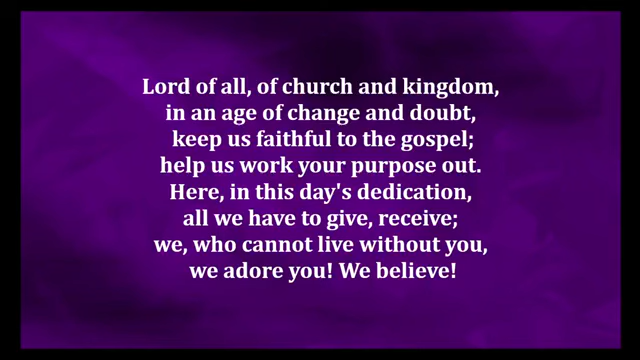 Lord of all, of church and kingdom,
in an age of change and doubt,
keep us faithful to the gospel;
help us work your purpose out.
Here, in this day's dedication,
all we have to give, receive;
we, who cannot live without you,
we adore you! We believe!